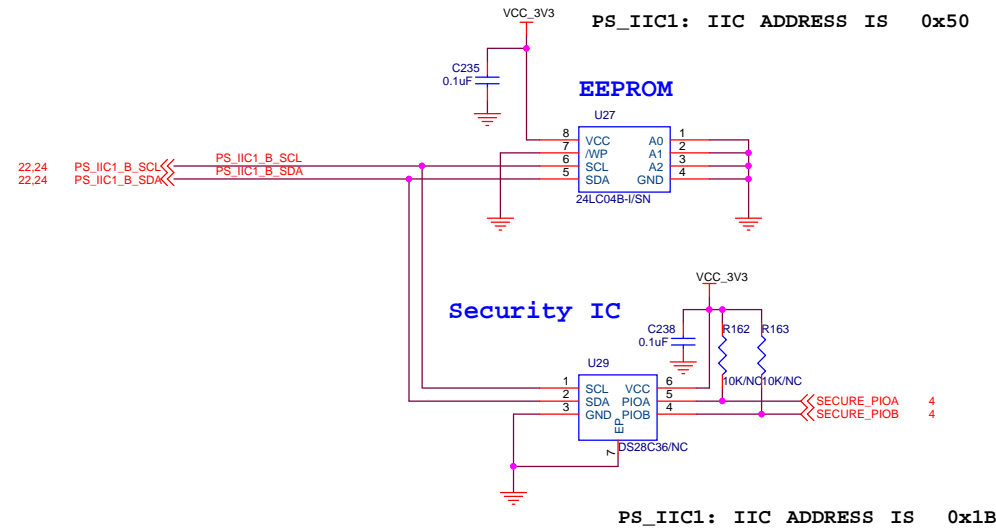 VCC_3V3
PS_IIC1: IIC ADDRESS IS 0x50
C235
0.1uF
EEPROM
U27
8 VCC A0 1
7 /WP A1 2
6 SCL A2 3
5 SDA GND 4
24LC04B-I/SN
22,24 PS_IIC1_B_SCL PS_IIC1_B_SCL
22,24 PS_IIC1_B_SDA PS_IIC1_B_SDA
VCC_3V3
Security IC
C238
0.1uF
R162 R163
10K/NC 10K/NC
U29
1 SCL VCC 6
2 SDA PIOA 5
3 GND PIOB 4
EP
7
DS28C36/NC
SECURE_PIOA 4
SECURE_PIOB 4
PS_IIC1: IIC ADDRESS IS 0x1B